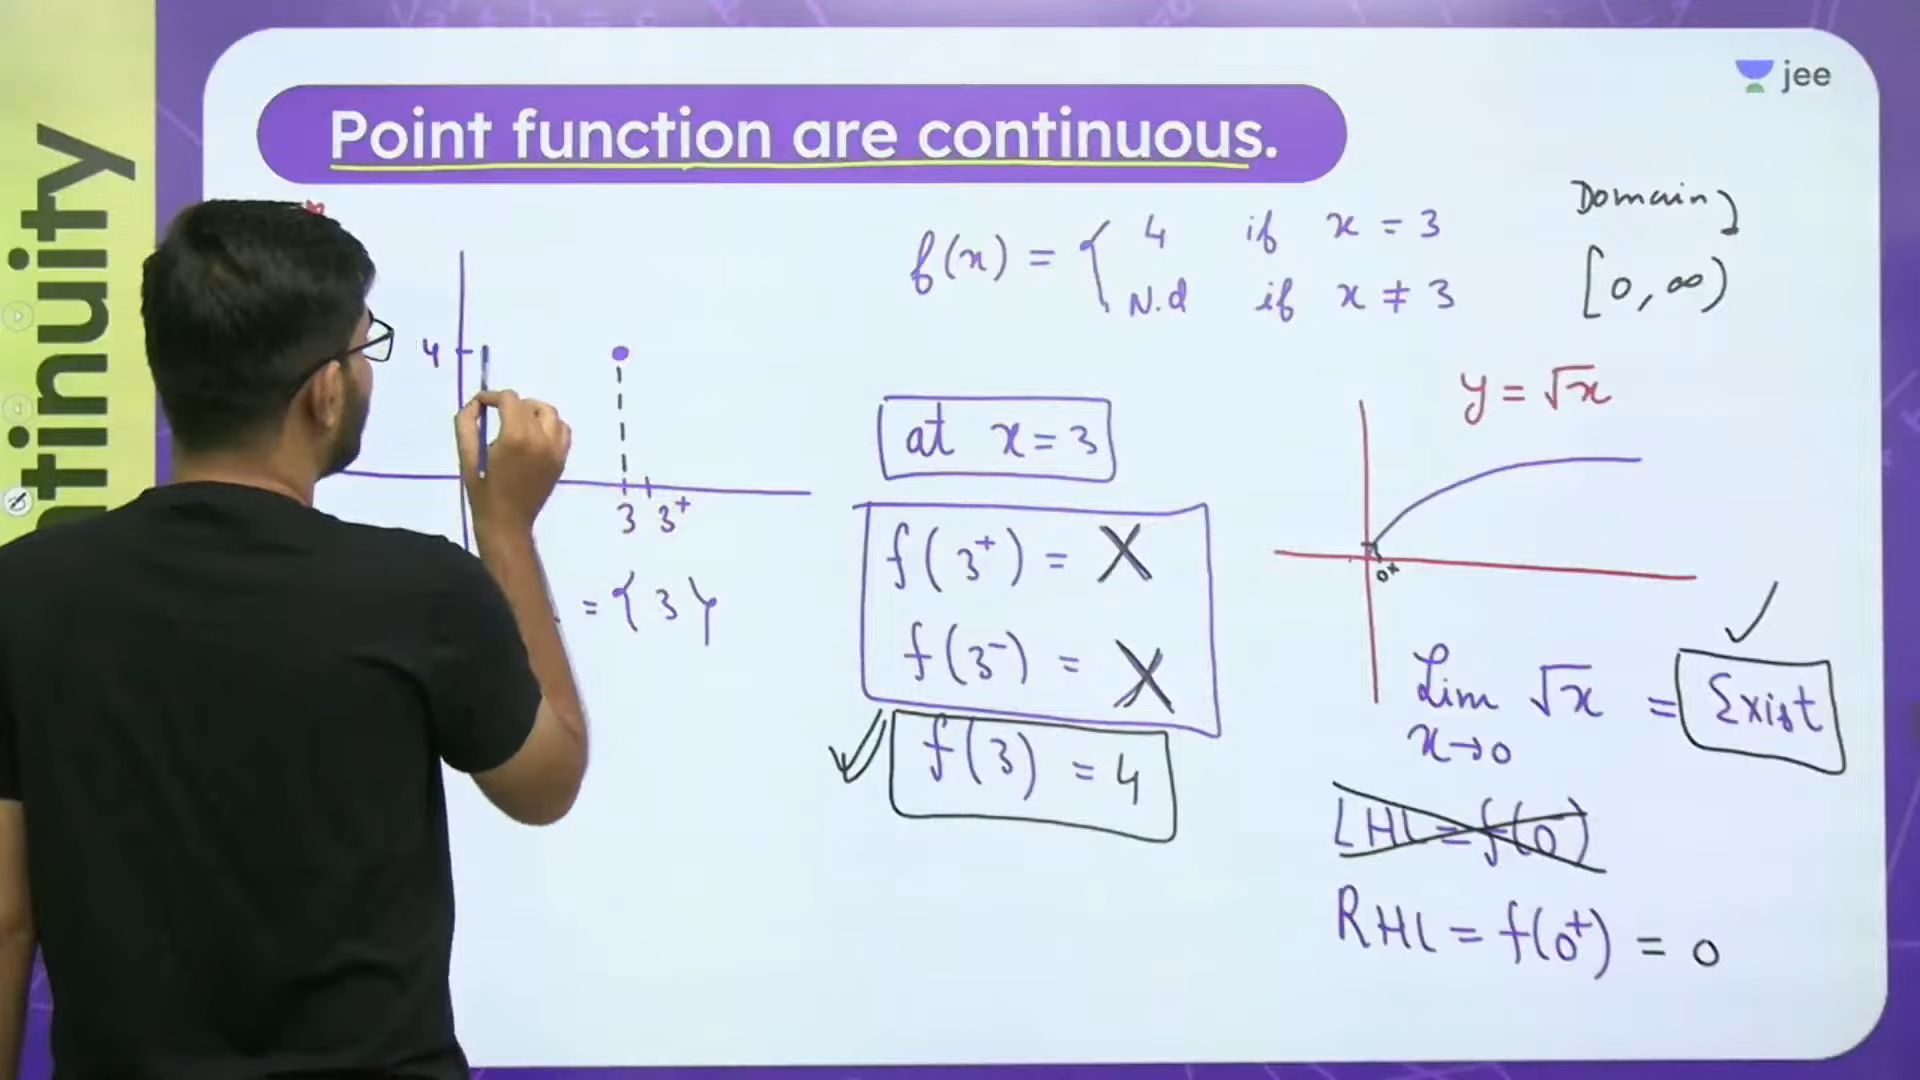 Point function are continuous.
jee
tinuity
f(x) = { 4 if x = 3
N.d if x ≠ 3
Domain
[0, ∞)
4
3 3⁺
= {3}
at x = 3
f(3⁺) = X
f(3⁻) = X
f(3) = 4
y = √x
0⁺
Lim √x = Exist
x→0
LHL = f(0⁻)
RHL = f(0⁺) = 0